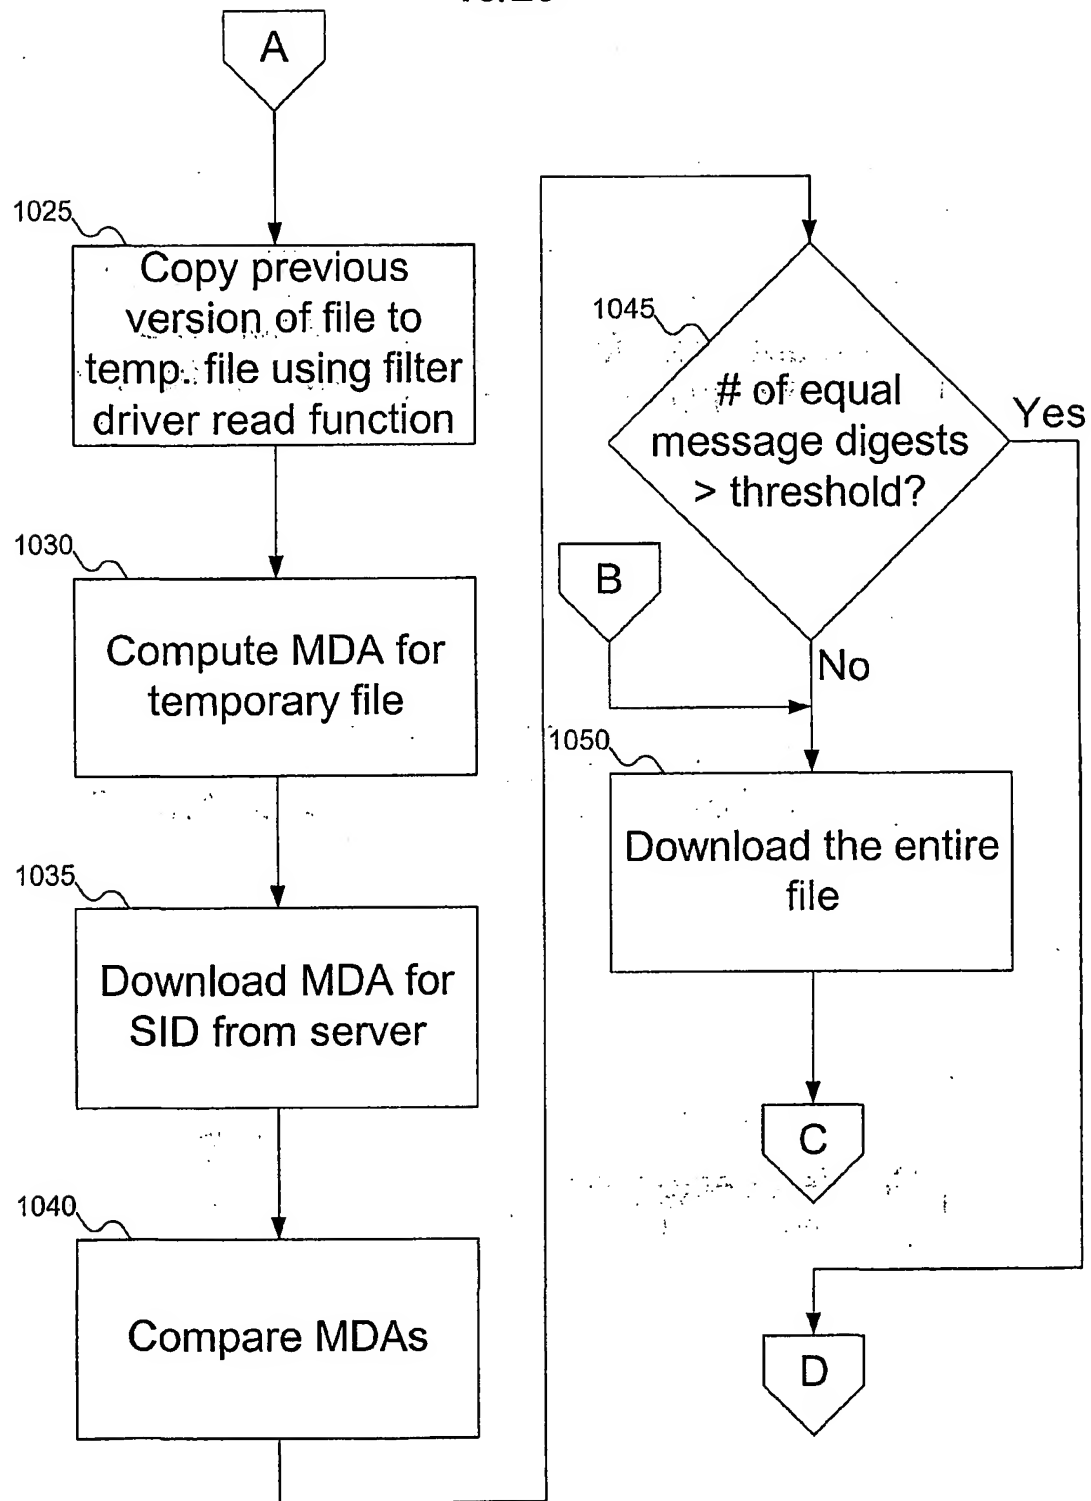 A
1025
Copy previous
version of file to
temp. file using filter
driver read function
1030
Compute MDA for
temporary file
1035
Download MDA for
SID from server
1040
Compare MDAs
1045
# of equal
message digests
> threshold?
Yes
B
No
1050
Download the entire
file
C
D